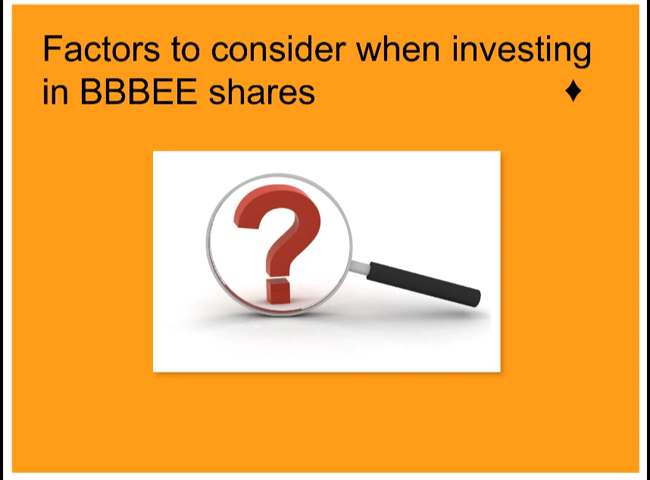 Factors to consider when investing
in BBBEE shares
?